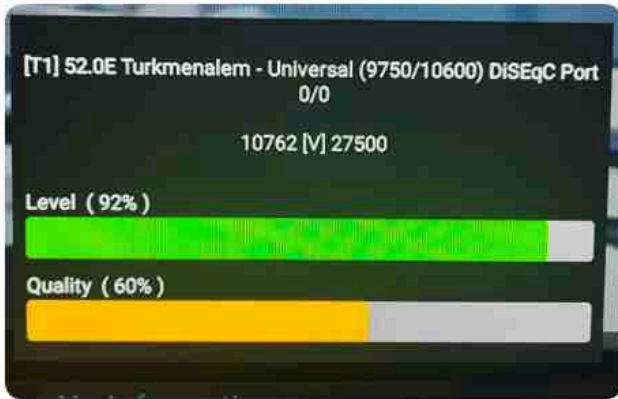 [T1] 52.0E Turkmenalem - Universal (9750/10600) DiSEqC Port
0/0
10762 [V] 27500
Level ( 92% )
Quality ( 60% )